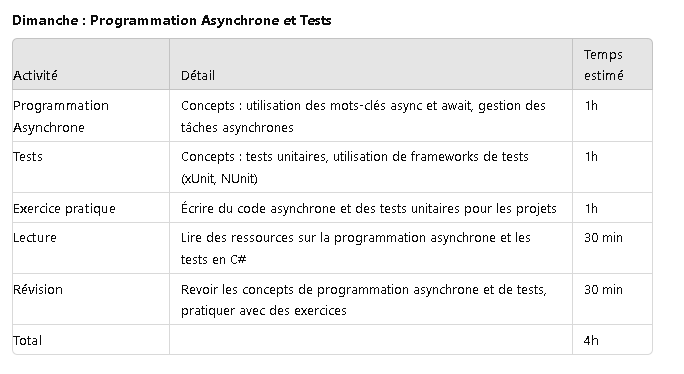 Dimanche : Programmation Asynchrone et Tests
Temps
Activité Détail estimé
Programmation Concepts : utilisation des mots-clés async et await, gestion des 1h
Asynchrone tâches asynchrones
Tests Concepts : tests unitaires, utilisation de frameworks de tests 1h
(xUnit, NUnit)
Exercice pratique Écrire du code asynchrone et des tests unitaires pour les projets 1h
Lecture Lire des ressources sur la programmation asynchrone et les 30 min
tests en C#
Révision Revoir les concepts de programmation asynchrone et de tests, 30 min
pratiquer avec des exercices
Total 4h